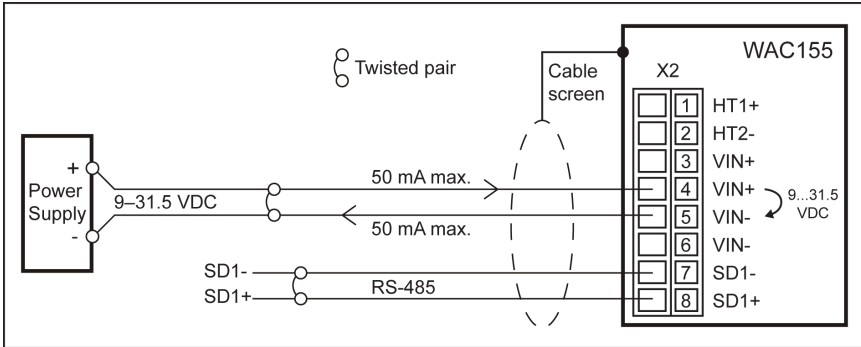 WAC155
Twisted pair
Cable
screen
X2
1 HT1+
2 HT2-
3 VIN+
+
Power
Supply
-
9–31.5 VDC
50 mA max.
4 VIN+
9...31.5
VDC
50 mA max.
5 VIN-
6 VIN-
SD1-
7 SD1-
SD1+
RS-485
8 SD1+